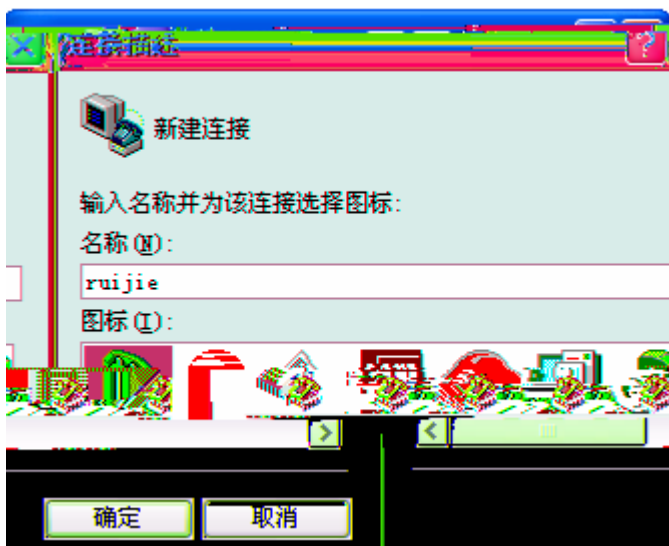 连接描述
新建连接
输入名称并为该连接选择图标:
名称(N):
ruijie
图标(I):
确定
取消